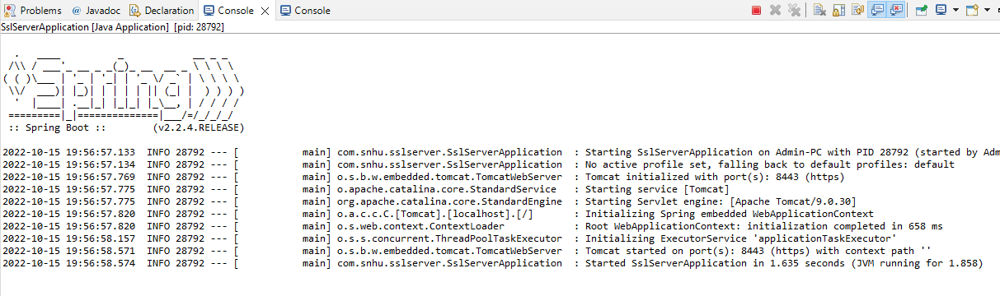 Problems @ Javadoc Declaration Console Console
SslServerApplication [Java Application] [pid: 28792]
  .   ____          _            __ _ _
 /\\ / ___'_ __ _ _(_)_ __  __ _ \ \ \ \
( ( )\___ | '_ | '_| | '_ \/ _` | \ \ \ \
 \\/  ___)| |_)| | | | | || (_| |  ) ) ) )
  '  |____| .__|_| |_|_| |_\__, | / / / /
 =========|_|==============|___/=/_/_/_/
 :: Spring Boot ::        (v2.2.4.RELEASE)
2022-10-15 19:56:57.133  INFO 28792 --- [           main] com.snhu.sslserver.SslServerApplication  : Starting SslServerApplication on Admin-PC with PID 28792 (started by Adm
2022-10-15 19:56:57.134  INFO 28792 --- [           main] com.snhu.sslserver.SslServerApplication  : No active profile set, falling back to default profiles: default
2022-10-15 19:56:57.769  INFO 28792 --- [           main] o.s.b.w.embedded.tomcat.TomcatWebServer  : Tomcat initialized with port(s): 8443 (https)
2022-10-15 19:56:57.775  INFO 28792 --- [           main] o.apache.catalina.core.StandardService   : Starting service [Tomcat]
2022-10-15 19:56:57.775  INFO 28792 --- [           main] org.apache.catalina.core.StandardEngine  : Starting Servlet engine: [Apache Tomcat/9.0.30]
2022-10-15 19:56:57.820  INFO 28792 --- [           main] o.a.c.c.C.[Tomcat].[localhost].[/]       : Initializing Spring embedded WebApplicationContext
2022-10-15 19:56:57.820  INFO 28792 --- [           main] o.s.web.context.ContextLoader            : Root WebApplicationContext: initialization completed in 658 ms
2022-10-15 19:56:58.157  INFO 28792 --- [           main] o.s.s.concurrent.ThreadPoolTaskExecutor  : Initializing ExecutorService 'applicationTaskExecutor'
2022-10-15 19:56:58.571  INFO 28792 --- [           main] o.s.b.w.embedded.tomcat.TomcatWebServer  : Tomcat started on port(s): 8443 (https) with context path ''
2022-10-15 19:56:58.574  INFO 28792 --- [           main] com.snhu.sslserver.SslServerApplication  : Started SslServerApplication in 1.635 seconds (JVM running for 1.858)